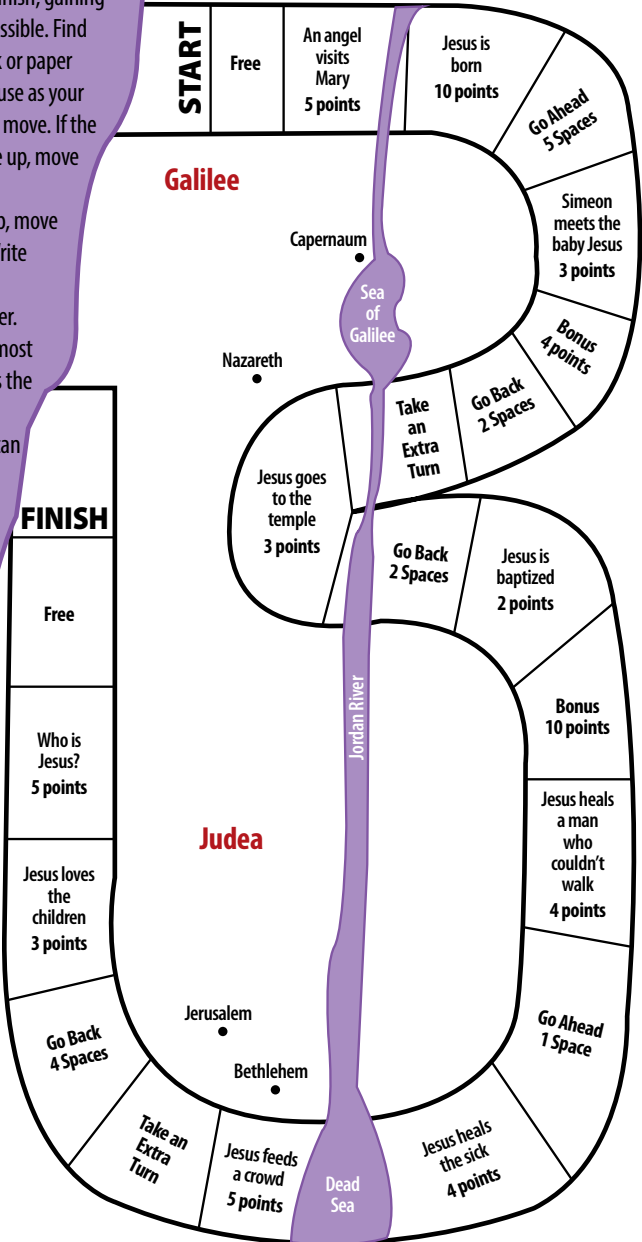 gaining
ssible. Find
or paper
use as your
move. If the
up, move
move
er.
most
s the
START
Free
An angel
visits
Mary
5 points
Jesus is
born
10 points
Go Ahead
5 Spaces
Simeon
meets the
baby Jesus
3 points
Bonus
4 points
Go Back
2 Spaces
Take
an
Extra
Turn
Jesus goes
to the
temple
3 points
Go Back
2 Spaces
Jesus is
baptized
2 points
Bonus
10 points
Jesus heals
a man
who
couldn't
walk
4 points
Go Ahead
1 Space
Jesus heals
the sick
4 points
Jesus feeds
a crowd
5 points
Take an
Extra
Turn
Go Back
4 Spaces
Jesus loves
the
children
3 points
Who is
Jesus?
5 points
Free
FINISH
Galilee
Capernaum
Sea
of
Galilee
Nazareth
Jordan River
Judea
Jerusalem
Bethlehem
Dead
Sea